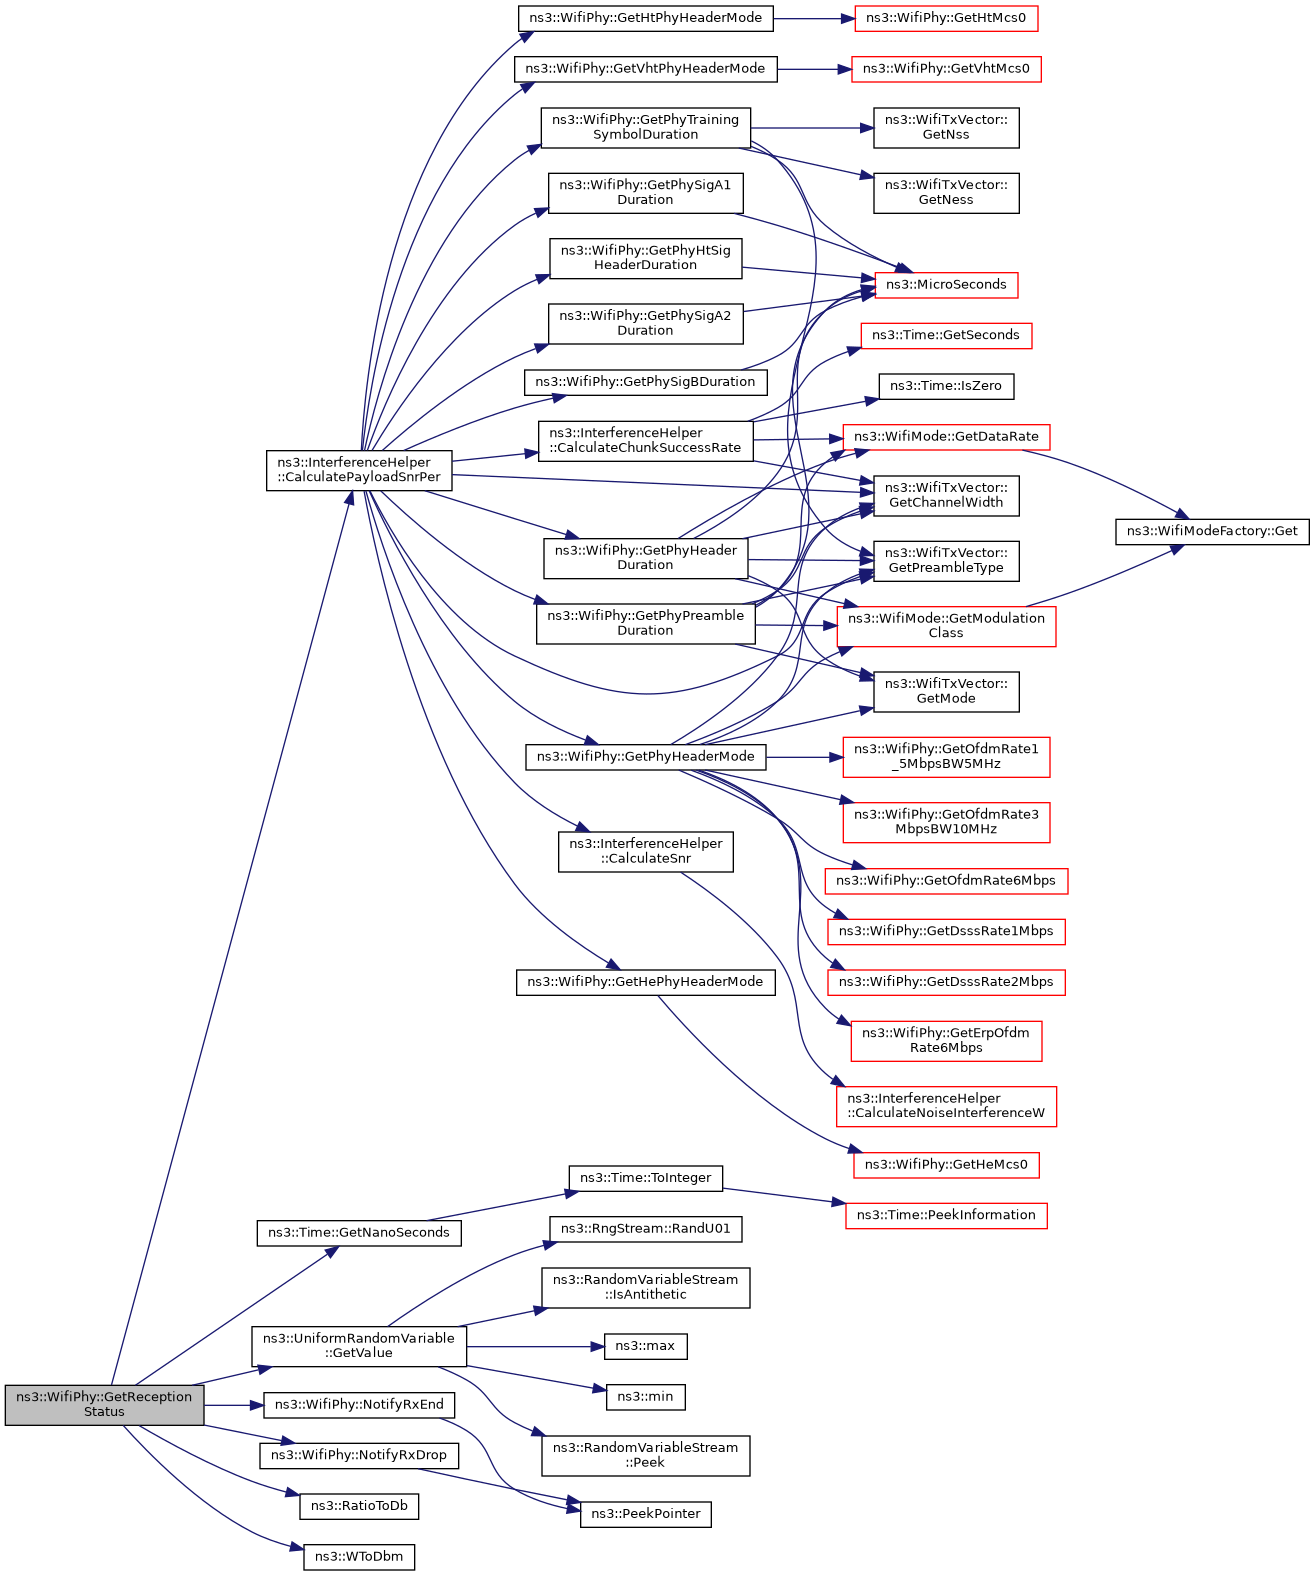 ns3::WifiPhy::GetHtPhyHeaderMode
ns3::WifiPhy::GetHtMcs0
ns3::WifiPhy::GetVhtPhyHeaderMode
ns3::WifiPhy::GetVhtMcs0
ns3::WifiPhy::GetPhyTraining
SymbolDuration
ns3::WifiTxVector::
GetNss
ns3::WifiPhy::GetPhySigA1
Duration
ns3::WifiTxVector::
GetNess
ns3::WifiPhy::GetPhyHtSig
HeaderDuration
ns3::MicroSeconds
ns3::WifiPhy::GetPhySigA2
Duration
ns3::Time::GetSeconds
ns3::WifiPhy::GetPhySigBDuration
ns3::Time::IsZero
ns3::InterferenceHelper
::CalculateChunkSuccessRate
ns3::WifiMode::GetDataRate
ns3::InterferenceHelper
::CalculatePayloadSnrPer
ns3::WifiTxVector::
GetChannelWidth
ns3::WifiModeFactory::Get
ns3::WifiPhy::GetPhyHeader
Duration
ns3::WifiTxVector::
GetPreambleType
ns3::WifiPhy::GetPhyPreamble
Duration
ns3::WifiMode::GetModulation
Class
ns3::WifiTxVector::
GetMode
ns3::WifiPhy::GetPhyHeaderMode
ns3::WifiPhy::GetOfdmRate1
_5MbpsBW5MHz
ns3::WifiPhy::GetOfdmRate3
MbpsBW10MHz
ns3::InterferenceHelper
::CalculateSnr
ns3::WifiPhy::GetOfdmRate6Mbps
ns3::WifiPhy::GetDsssRate1Mbps
ns3::WifiPhy::GetHePhyHeaderMode
ns3::WifiPhy::GetDsssRate2Mbps
ns3::WifiPhy::GetErpOfdm
Rate6Mbps
ns3::InterferenceHelper
::CalculateNoiseInterferenceW
ns3::WifiPhy::GetHeMcs0
ns3::Time::ToInteger
ns3::Time::PeekInformation
ns3::Time::GetNanoSeconds
ns3::RngStream::RandU01
ns3::RandomVariableStream
::IsAntithetic
ns3::UniformRandomVariable
::GetValue
ns3::max
ns3::min
ns3::WifiPhy::GetReception
Status
ns3::WifiPhy::NotifyRxEnd
ns3::WifiPhy::NotifyRxDrop
ns3::RandomVariableStream
::Peek
ns3::RatioToDb
ns3::PeekPointer
ns3::WToDbm